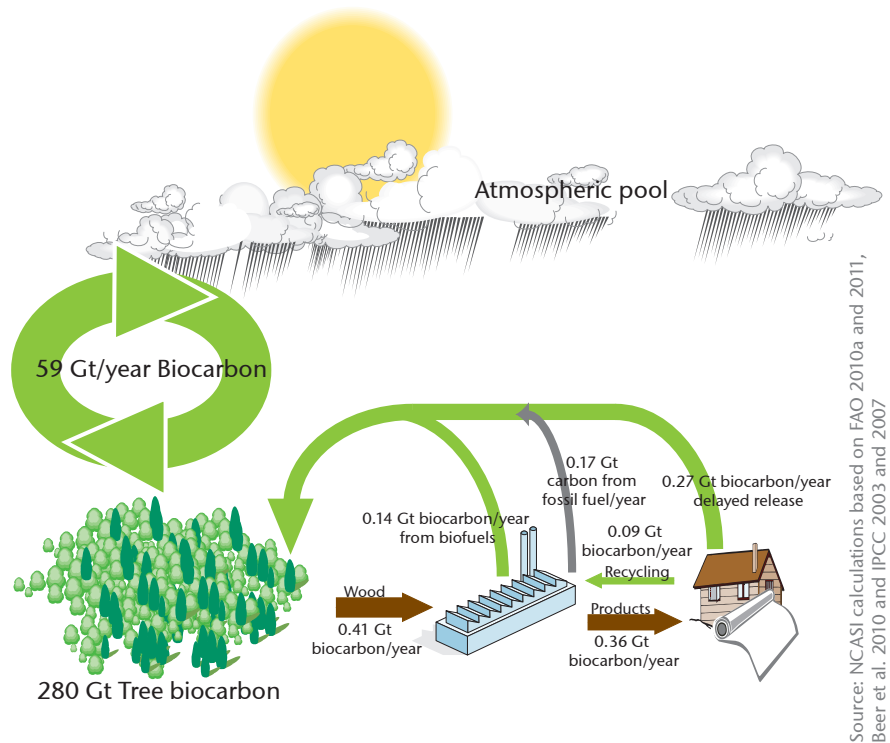 Atmospheric pool
59 Gt/year Biocarbon
0.17 Gt
carbon from
fossil fuel/year
0.27 Gt biocarbon/year
delayed release
0.14 Gt biocarbon/year
from biofuels
0.09 Gt
biocarbon/year
Recycling
Wood
0.41 Gt
biocarbon/year
Products
0.36 Gt
biocarbon/year
280 Gt Tree biocarbon
Source: NCASI calculations based on FAO 2010a and 2011,
Beer et al. 2010 and IPCC 2003 and 2007